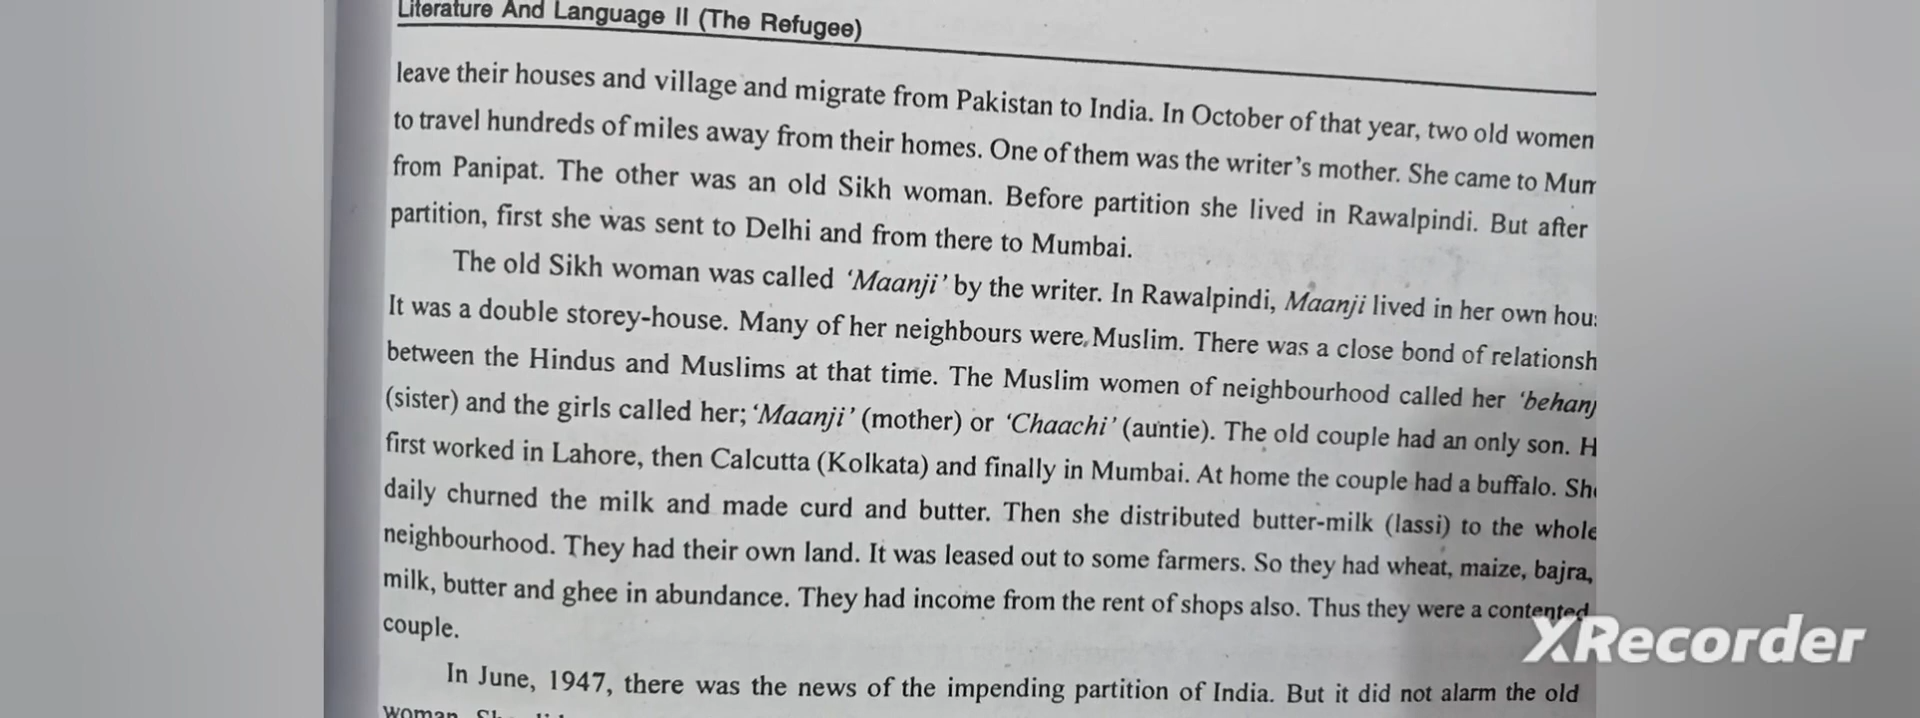 Literature And Language II (The Refugee)
leave their houses and village and migrate from Pakistan to India. In October of that year, two old women
to travel hundreds of miles away from their homes. One of them was the writer's mother. She came to
from Panipat. The other was an old Sikh woman. Before partition she lived in Rawalpindi. But after
partition, first she was sent to Delhi and from there to Mumbai.
The old Sikh woman was called 'Maanji' by the writer. In Rawalpindi, Maanji lived in her own
It was a double storey-house. Many of her neighbours were Muslim. There was a close bond of
between the Hindus and Muslims at that time. The Muslim women of neighbourhood called her
(sister) and the girls called her; 'Maanji' (mother) or 'Chaachi' (auntie). The old couple had an only son.
first worked in Lahore, then Calcutta (Kolkata) and finally in Mumbai. At home the couple had a buffalo.
daily churned the milk and made curd and butter. Then she distributed butter-milk (lassi) to the whole
neighbourhood. They had their own land. It was leased out to some farmers. So they had wheat, maize, bajra,
milk, butter and ghee in abundance. They had income from the rent of shops also. Thus they were a contented
couple.
In June, 1947, there was the news of the impending partition of India. But it did not alarm the old
XRecorder